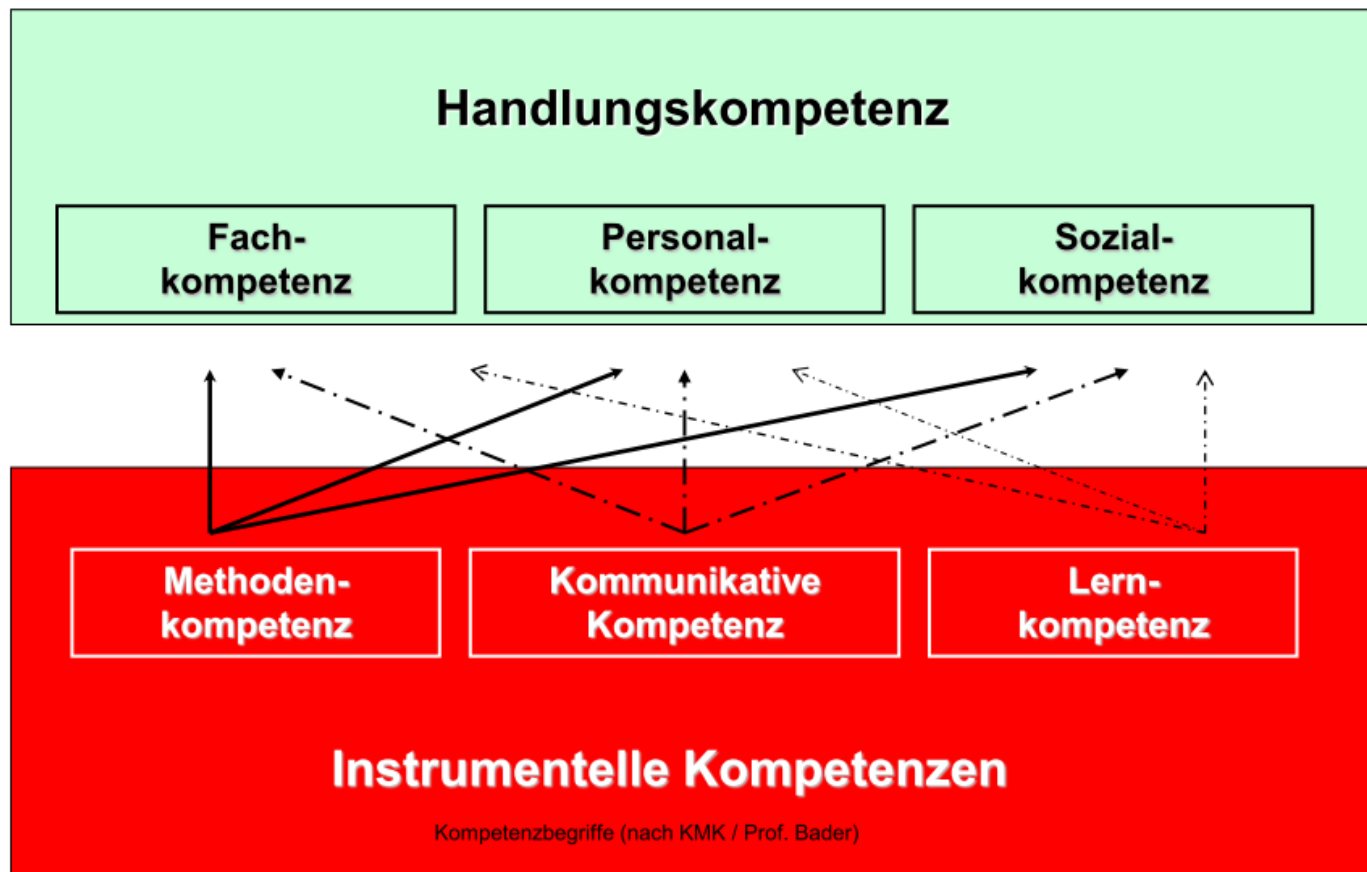 Handlungskompetenz
Fach-
kompetenz
Personal-
kompetenz
Sozial-
kompetenz
Methoden-
kompetenz
Kommunikative
Kompetenz
Lern-
kompetenz
Instrumentelle Kompetenzen
Kompetenzbegriffe (nach KMK / Prof. Bader)